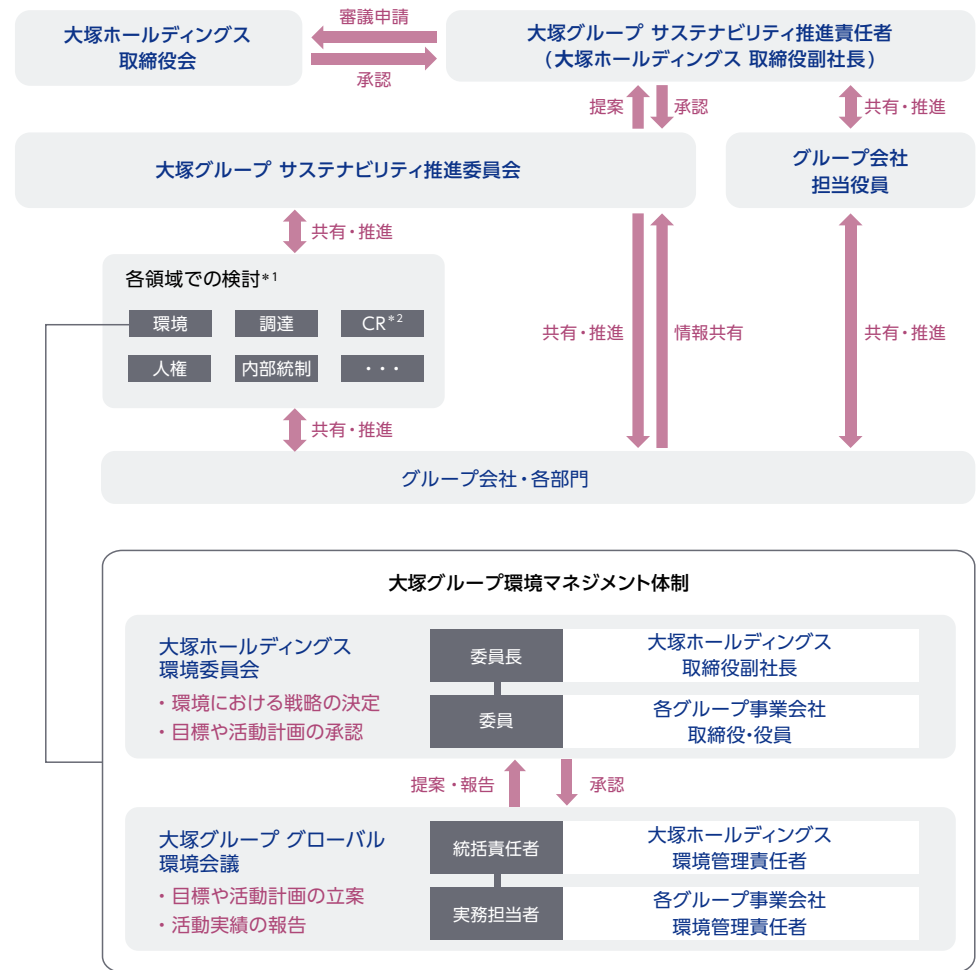 大塚ホールディングス
取締役会
審議申請
承認
大塚グループ サステナビリティ推進責任者
(大塚ホールディングス 取締役副社長)
提案
承認
共有・推進
大塚グループ サステナビリティ推進委員会
グループ会社
担当役員
共有・推進
各領域での検討*1
環境
調達
CR*2
人権
内部統制
・・・
共有・推進
情報共有
共有・推進
共有・推進
グループ会社・各部門
大塚グループ環境マネジメント体制
大塚ホールディングス
環境委員会
・環境における戦略の決定
・目標や活動計画の承認
委員長
大塚ホールディングス
取締役副社長
委員
各グループ事業会社
取締役・役員
提案・報告
承認
大塚グループ グローバル
環境会議
・目標や活動計画の立案
・活動実績の報告
統括責任者
大塚ホールディングス
環境管理責任者
実務担当者
各グループ事業会社
環境管理責任者